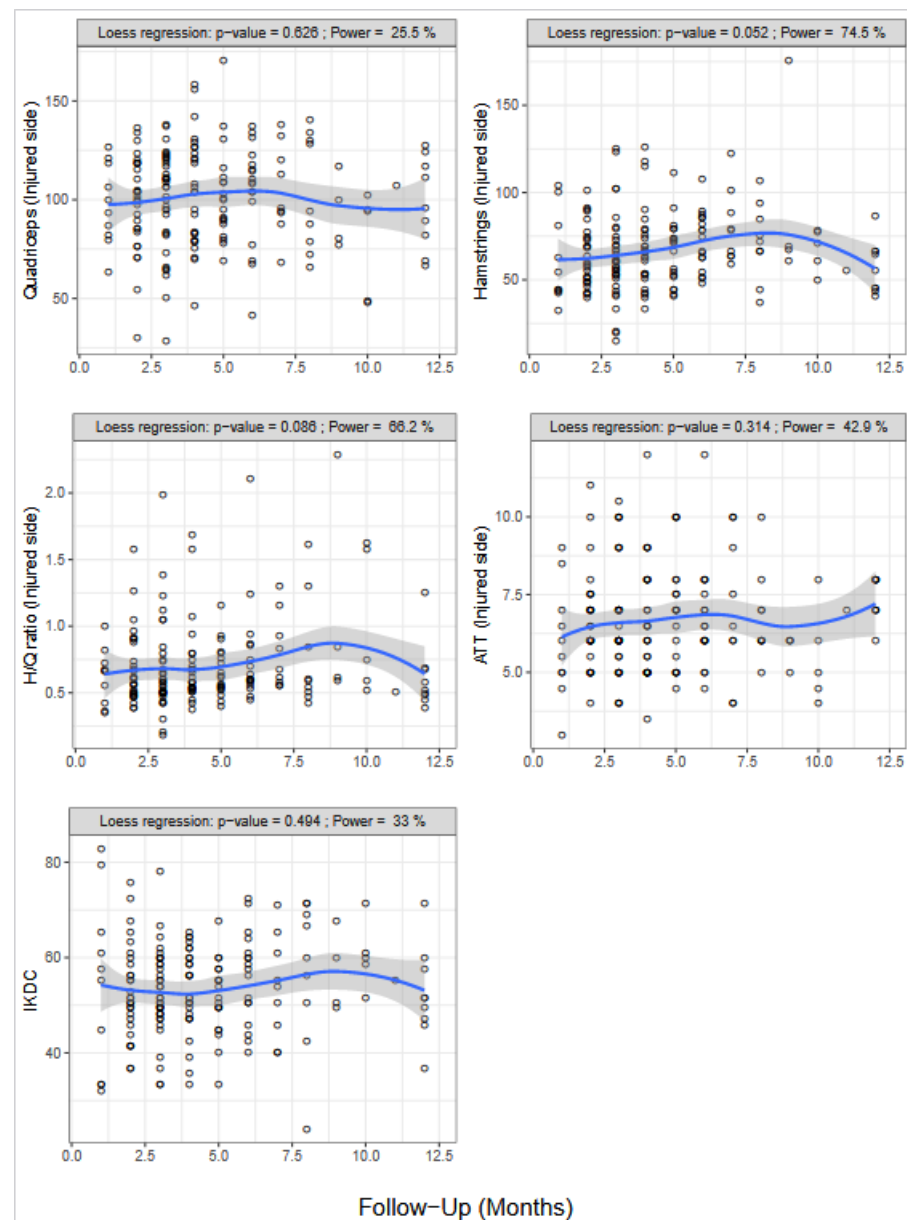 Loess regression: p-value = 0.626 ; Power = 25.5 %
Quadriceps (Injured side)
150
100
50
0.0 2.5 5.0 7.5 10.0 12.5
Loess regression: p-value = 0.052 ; Power = 74.5 %
Hamstrings (Injured side)
150
100
50
0.0 2.5 5.0 7.5 10.0 12.5
Loess regression: p-value = 0.086 ; Power = 66.2 %
H/Q ratio (Injured side)
2.0
1.5
1.0
0.5
0.0 2.5 5.0 7.5 10.0 12.5
Loess regression: p-value = 0.314 ; Power = 42.9 %
ATT (Injured side)
10.0
7.5
5.0
0.0 2.5 5.0 7.5 10.0 12.5
Loess regression: p-value = 0.494 ; Power = 33 %
IKDC
80
60
40
0.0 2.5 5.0 7.5 10.0 12.5
Follow-Up (Months)